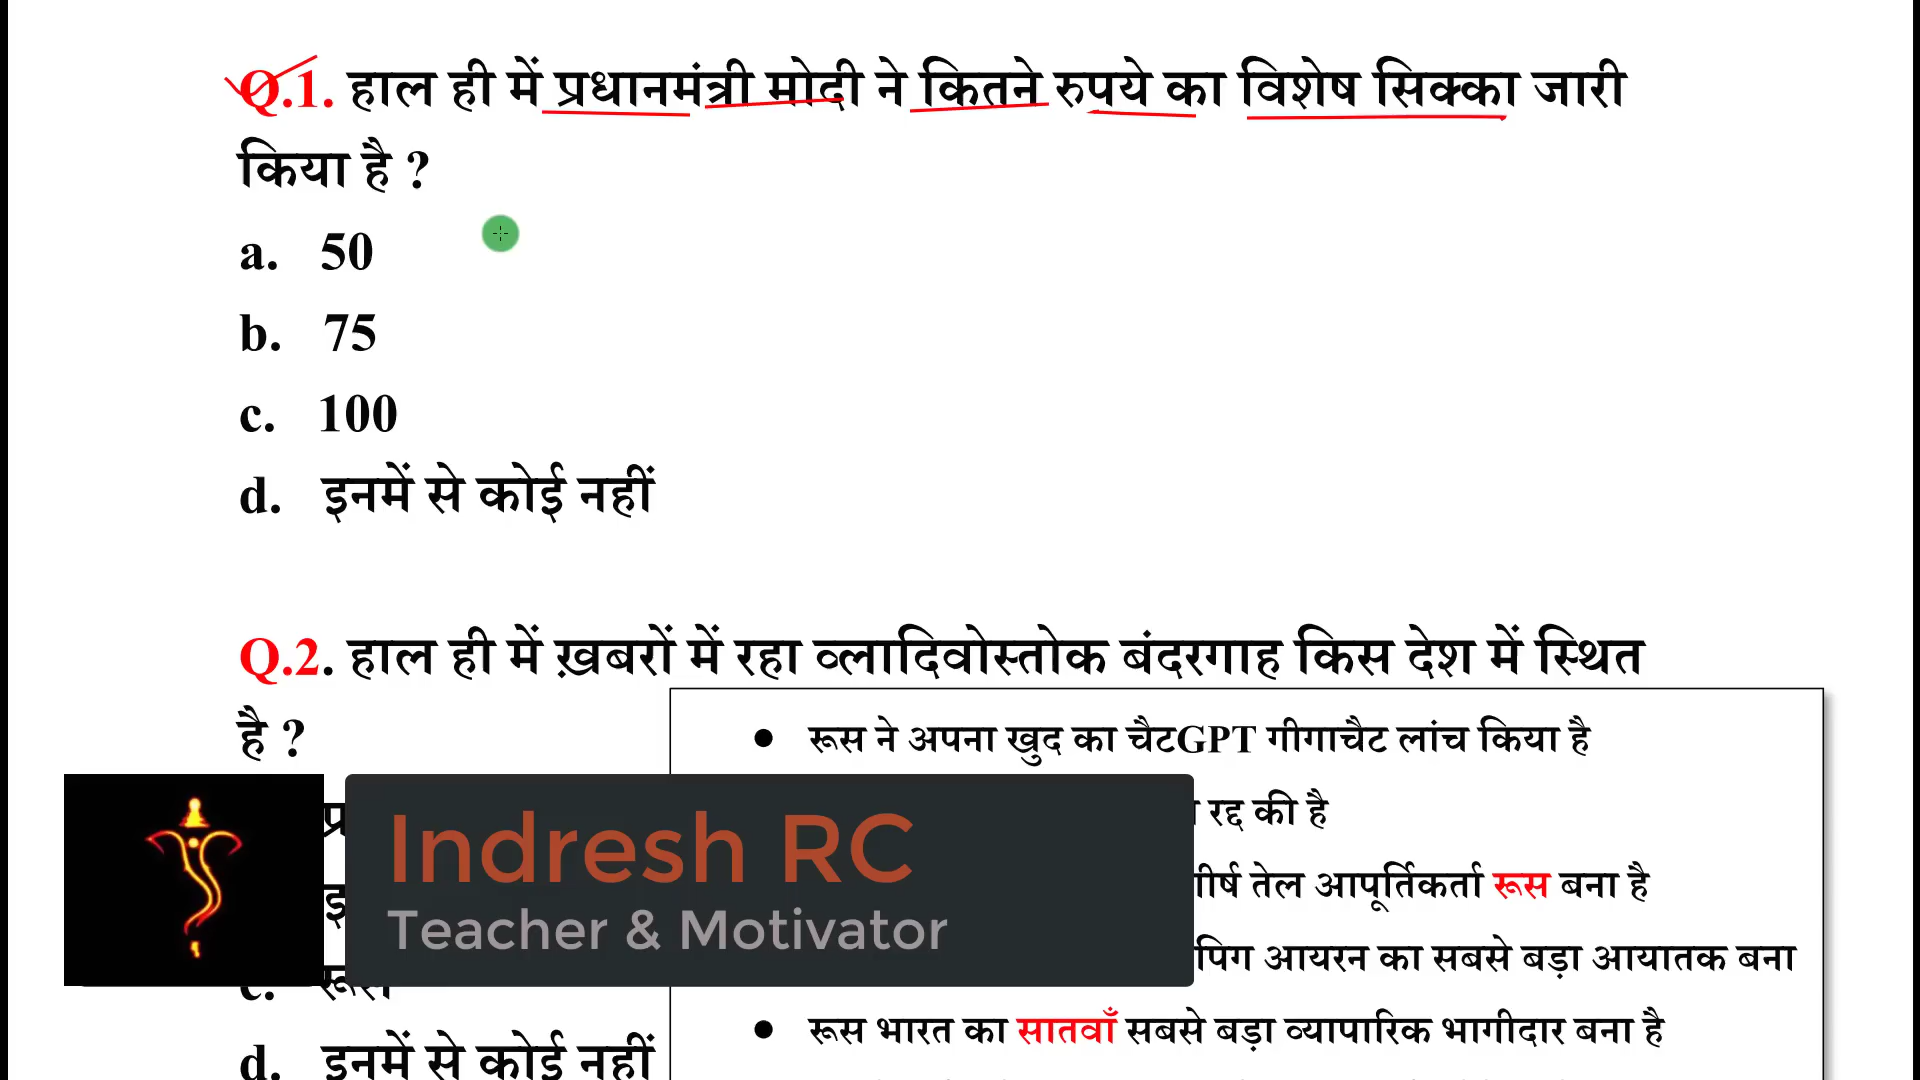 Q.1. हाल ही में प्रधानमंत्री मोदी ने कितने रुपये का विशेष सिक्का जारी
किया है ?
a. 50
b. 75
c. 100
d. इनमें से कोई नहीं
Q.2. हाल ही में ख़बरों में रहा व्लादिवोस्तोक बंदरगाह किस देश में स्थित
है ?
c. रूस
d. इनमें से कोई नहीं
● रूस ने अपना खुद का चैटGPT गीगाचैट लांच किया है
रद्द की है
तेल आपूर्तिकर्ता रूस बना है
पिग आयरन का सबसे बड़ा आयातक बना
● रूस भारत का सातवाँ सबसे बड़ा व्यापारिक भागीदार बना है
Indresh RC
Teacher & Motivator